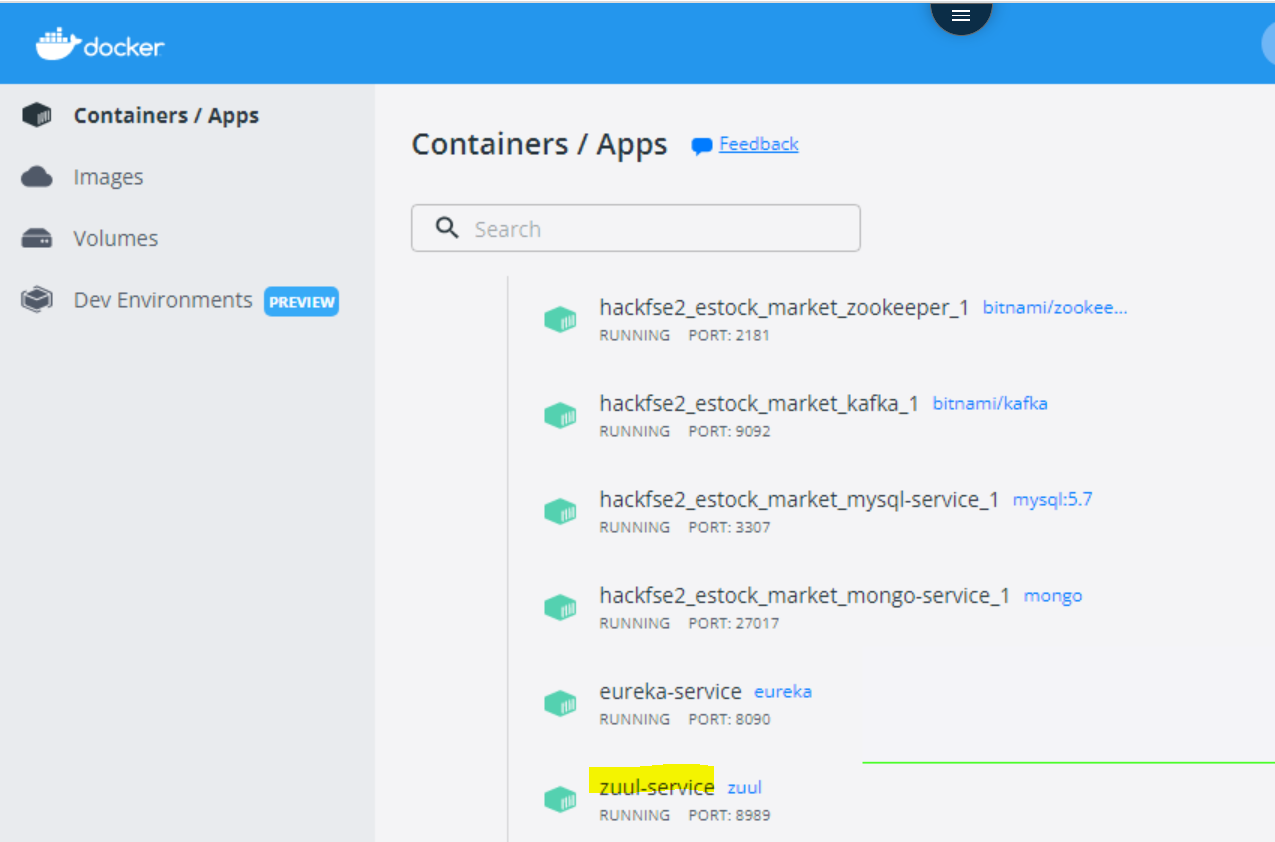 docker
Containers / Apps
Images
Volumes
Dev Environments PREVIEW
Containers / Apps Feedback
Search
hackfse2_estock_market_zookeeper_1 bitnami/zookee...
RUNNING PORT: 2181
hackfse2_estock_market_kafka_1 bitnami/kafka
RUNNING PORT: 9092
hackfse2_estock_market_mysql-service_1 mysql:5.7
RUNNING PORT: 3307
hackfse2_estock_market_mongo-service_1 mongo
RUNNING PORT: 27017
eureka-service eureka
RUNNING PORT: 8090
zuul-service zuul
RUNNING PORT: 8989